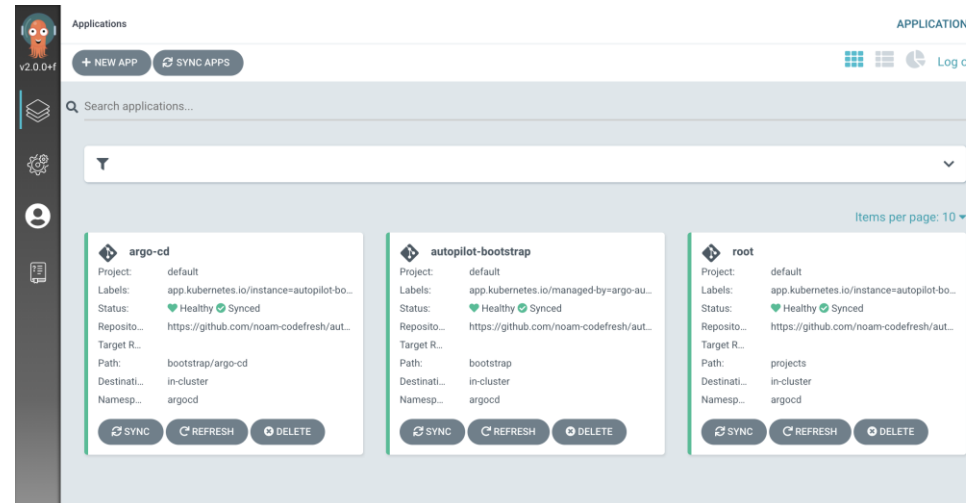 Applications
APPLICATION
v2.0.0+f
+ NEW APP
SYNC APPS
Log o
Search applications...
Items per page: 10
argo-cd
Project: default
Labels: app.kubernetes.io/instance=autopilot-bo...
Status: Healthy Synced
Reposito... https://github.com/noam-codefresh/aut...
Target R...
Path: bootstrap/argo-cd
Destinati... in-cluster
Namesp... argocd
SYNC REFRESH DELETE
autopilot-bootstrap
Project: default
Labels: app.kubernetes.io/managed-by=argo-au...
Status: Healthy Synced
Reposito... https://github.com/noam-codefresh/aut...
Target R...
Path: bootstrap
Destinati... in-cluster
Namesp... argocd
SYNC REFRESH DELETE
root
Project: default
Labels: app.kubernetes.io/instance=autopilot-bo...
Status: Healthy Synced
Reposito... https://github.com/noam-codefresh/aut...
Target R...
Path: projects
Destinati... in-cluster
Namesp... argocd
SYNC REFRESH DELETE